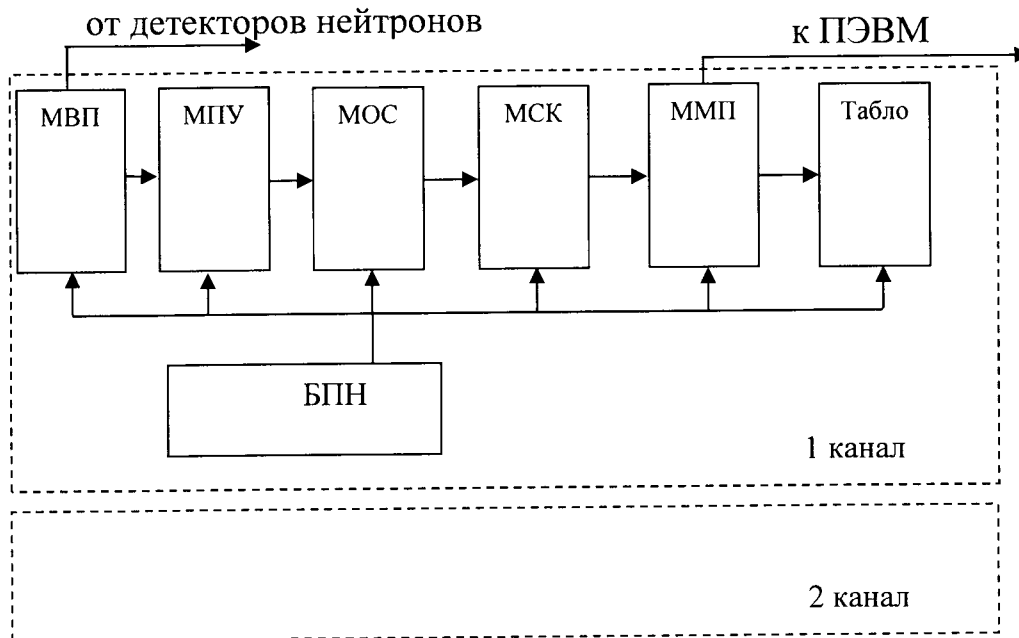 от детекторов нейтронов
к ПЭВМ
МВП
МПУ
МОС
МСК
ММП
Табло
БПН
1 канал
2 канал